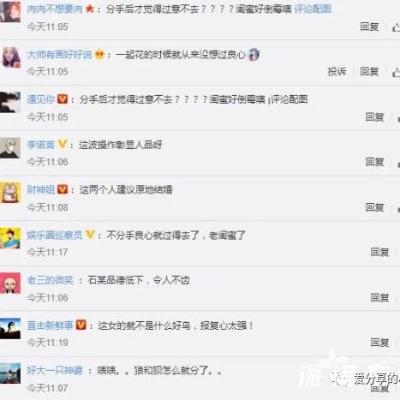 肉肉不想要肉：分手后才觉得过意不去？？？？闺蜜好倒霉噢 评论配图
今天11:05
回复
大师有两好好说：一起花的时候就从来没想过良心
今天11:05
投诉 回复
遇见你：分手后才觉得过意不去？？？？闺蜜好倒霉噢 评论配图
今天11:05
回复
李诺言：这波操作彰显人品呀
今天11:06
回复
财神姐：这两个人建议原地结婚
今天11:08
回复
娱乐圈巡察员：不分手良心就过得去了，老闺蜜了
今天11:17
回复
老三的微笑：石某品德低下，令人不齿
今天11:06
回复
直击新鲜事：这女的就不是什么好鸟，报复心太强！
今天11:19
回复
好大一只神婆：啧啧。。狼和狈怎么就分了。。
今天11:07
爱分享的